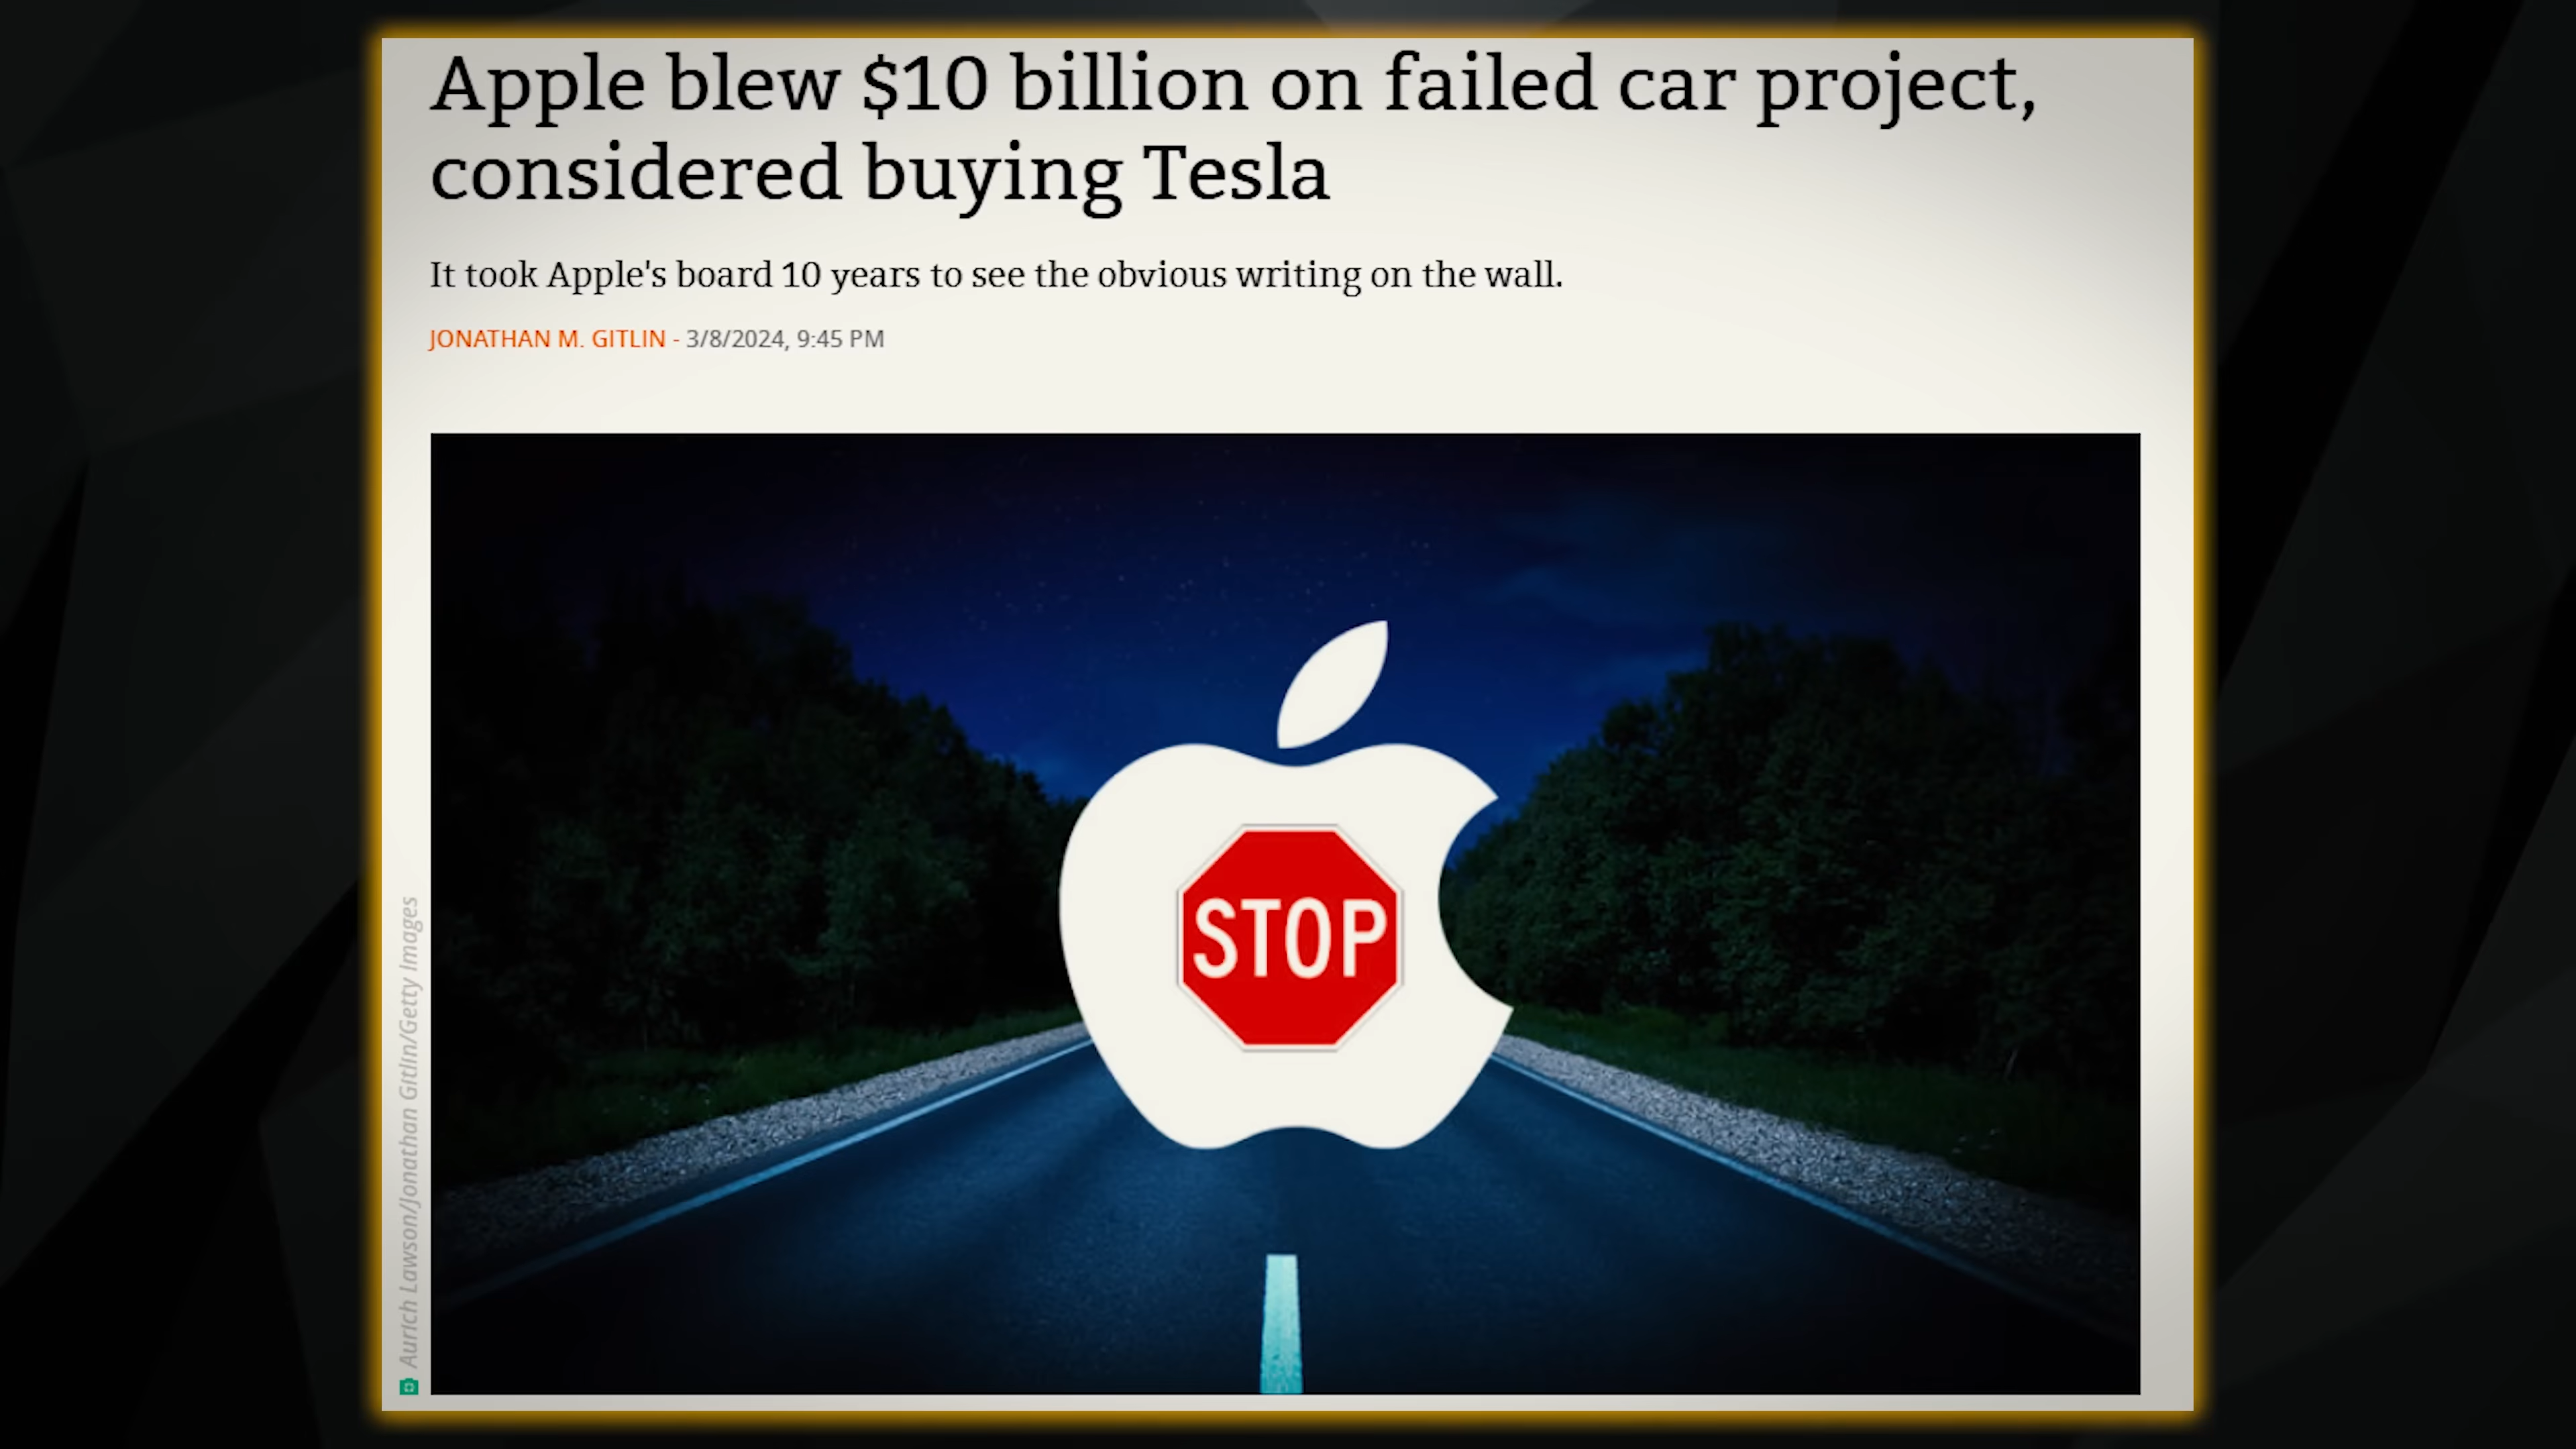 Apple blew $10 billion on failed car project,
considered buying Tesla
It took Apple's board 10 years to see the obvious writing on the wall.
JONATHAN M. GITLIN - 3/8/2024, 9:45 PM
STOP
Aurich Lawson/Jonathan Gitlin/Getty Images